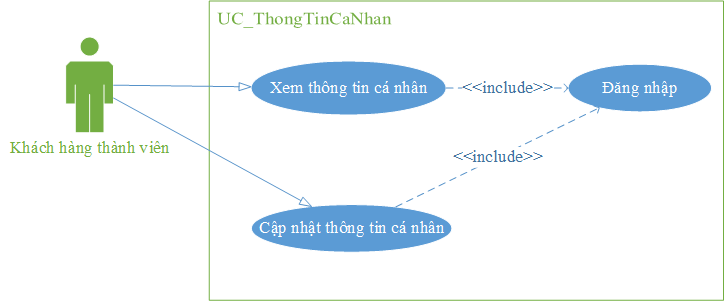 UC_ThongTinCaNhan
Xem thông tin cá nhân
<<include>>
Đăng nhập
Khách hàng thành viên
<<include>>
Cập nhật thông tin cá nhân